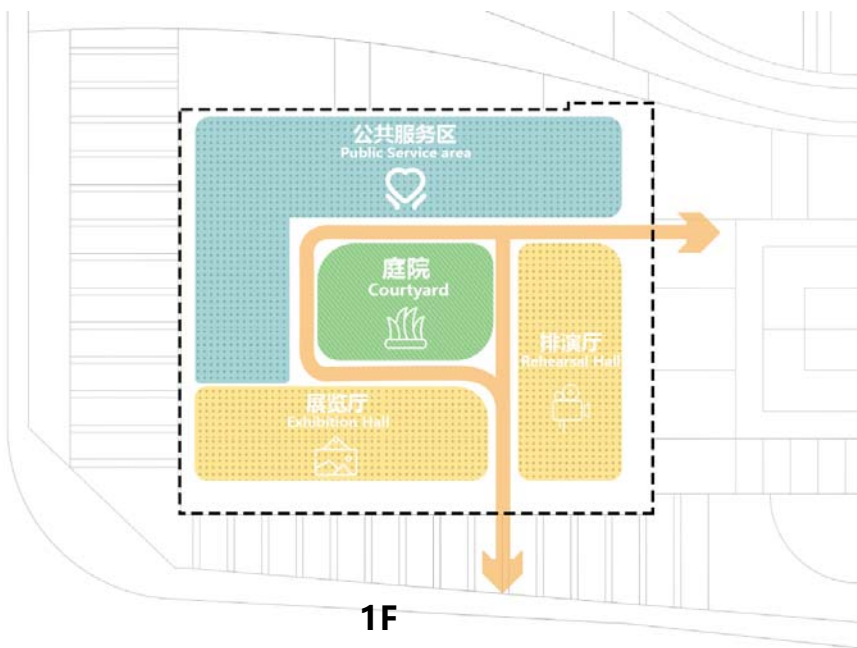 公共服务区
Public Service area
庭院
Courtyard
排演厅
Rehearsal Hall
展览厅
Exhibition Hall
1F